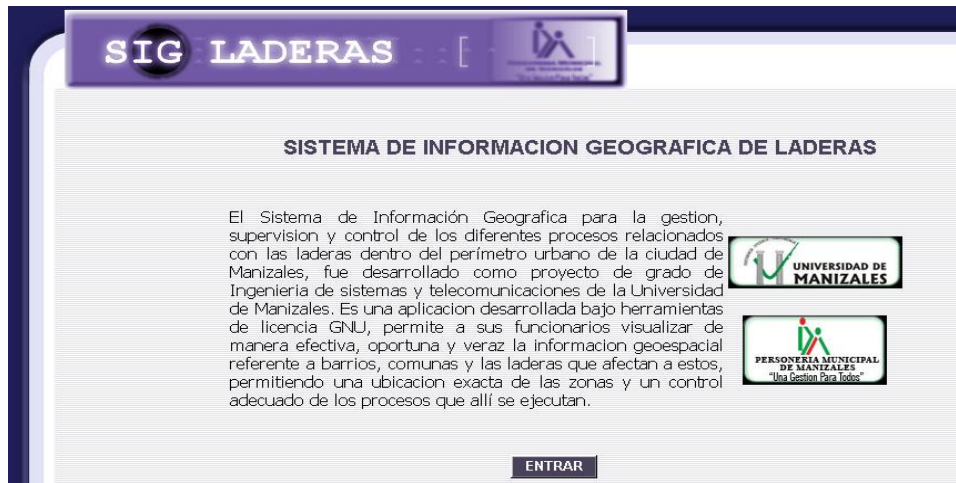 SIG LADERAS
SISTEMA DE INFORMACION GEOGRAFICA DE LADERAS
El Sistema de Información Geografica para la gestion,
supervision y control de los diferentes procesos relacionados
con las laderas dentro del perímetro urbano de la ciudad de
Manizales, fue desarrollado como proyecto de grado de
Ingenieria de sistemas y telecomunicaciones de la Universidad
de Manizales. Es una aplicacion desarrollada bajo herramientas
de licencia GNU, permite a sus funcionarios visualizar de
manera efectiva, oportuna y veraz la informacion geoespacial
referente a barrios, comunas y las laderas que afectan a estos,
permitiendo una ubicacion exacta de las zonas y un control
adecuado de los procesos que allí se ejecutan.
UNIVERSIDAD DE
MANIZALES
PERSONERIA MUNICIPAL
DE MANIZALES
"Una Gestion Para Todos"
ENTRAR